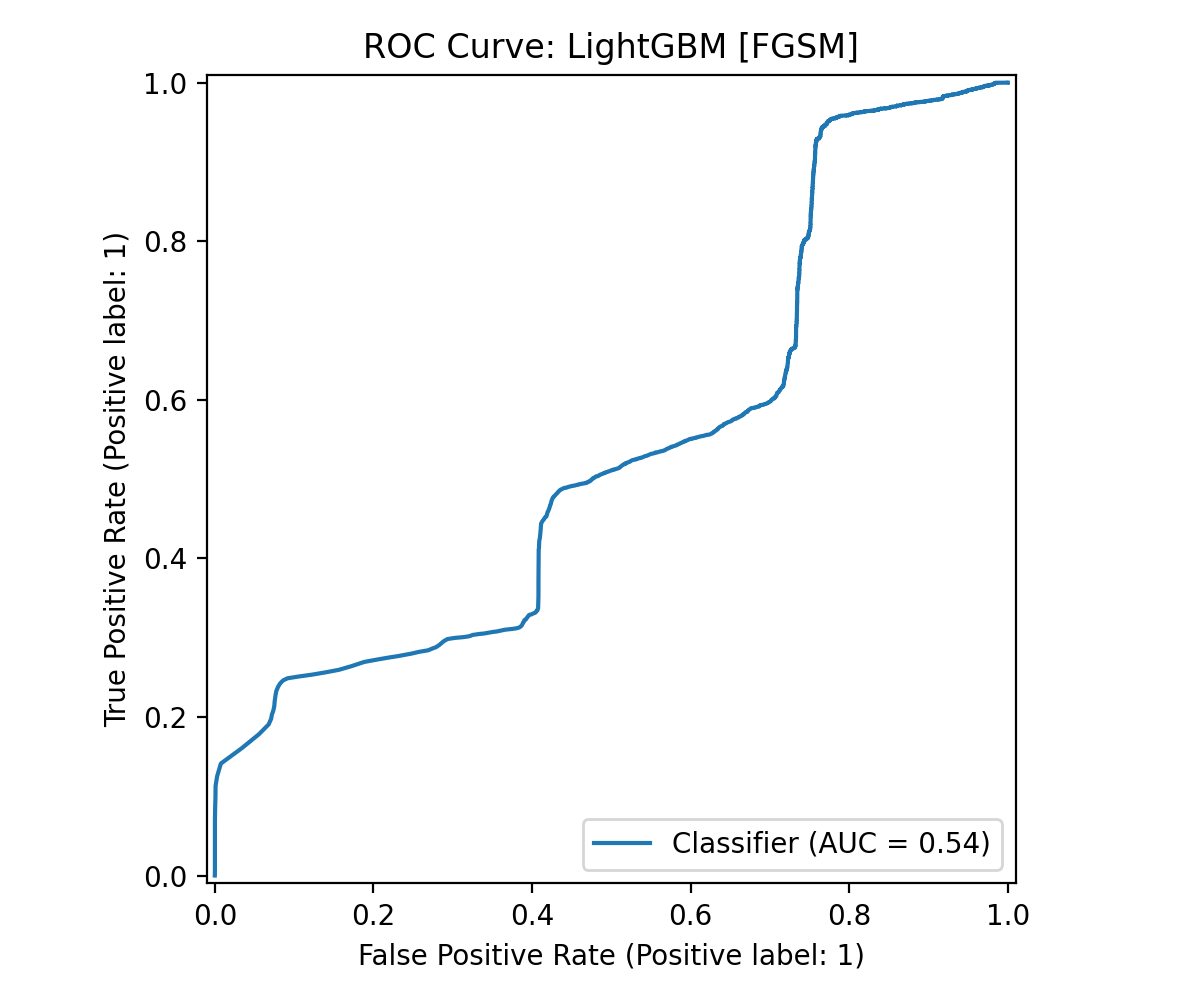 ROC Curve: LightGBM [FGSM]
True Positive Rate (Positive label: 1)
1.0
0.8
0.6
0.4
0.2
0.0
Classifier (AUC = 0.54)
0.0 0.2 0.4 0.6 0.8 1.0
False Positive Rate (Positive label: 1)